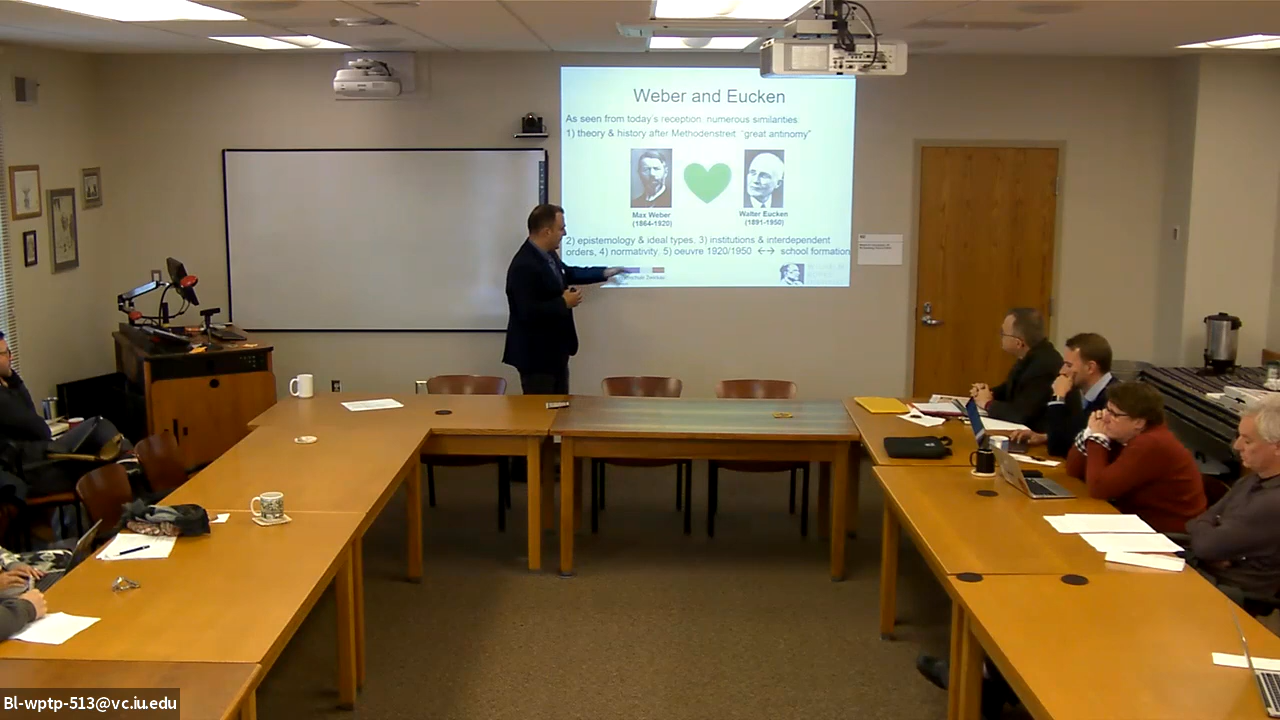 Weber and Eucken
As seen from today's reception, numerous similarities.
1) theory & history after Methodenstreit: "great antinomy"
Max Weber
(1864-1920)
Walter Eucken
(1891-1950)
2) epistemology & ideal types, 3) institutions & interdependent
orders, 4) normativity, 5) oeuvre 1920/1950 <-> school formation
Bl-wptp-513@vc.iu.edu